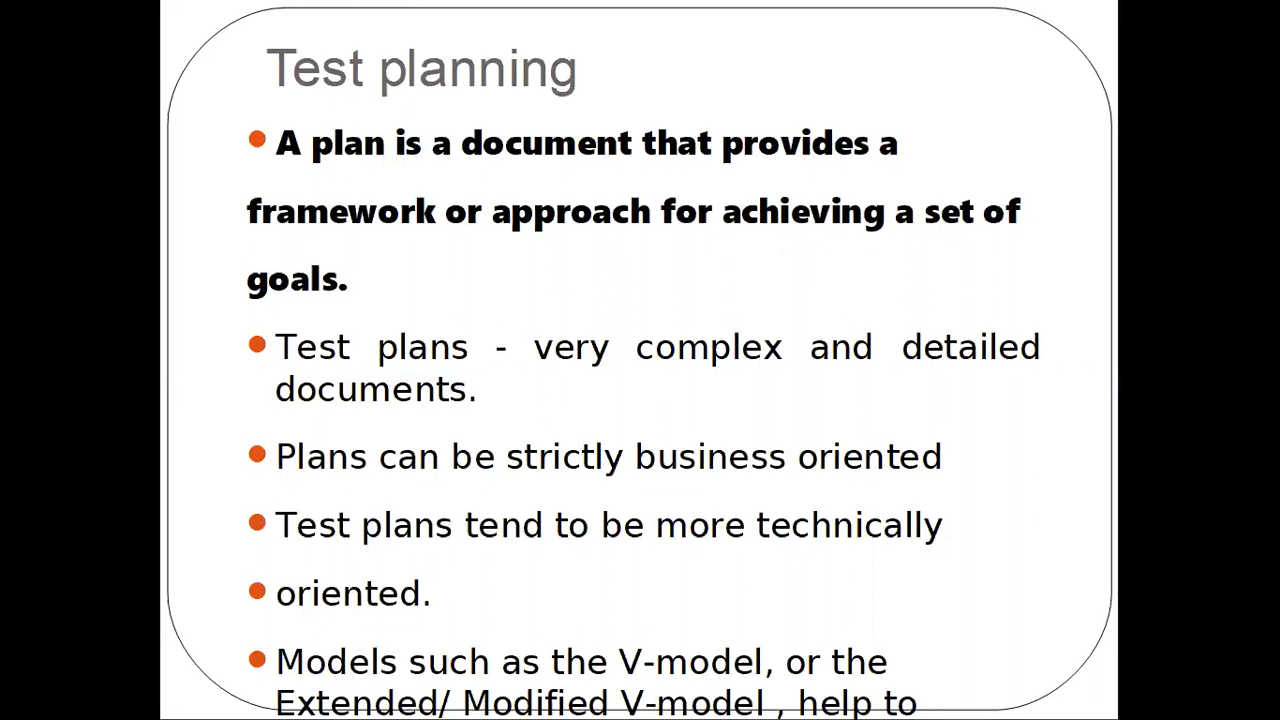 Test planning
• A plan is a document that provides a
framework or approach for achieving a set of
goals.
• Test plans - very complex and detailed
documents.
• Plans can be strictly business oriented
• Test plans tend to be more technically
• oriented.
• Models such as the V-model, or the
Extended/ Modified V-model , help to